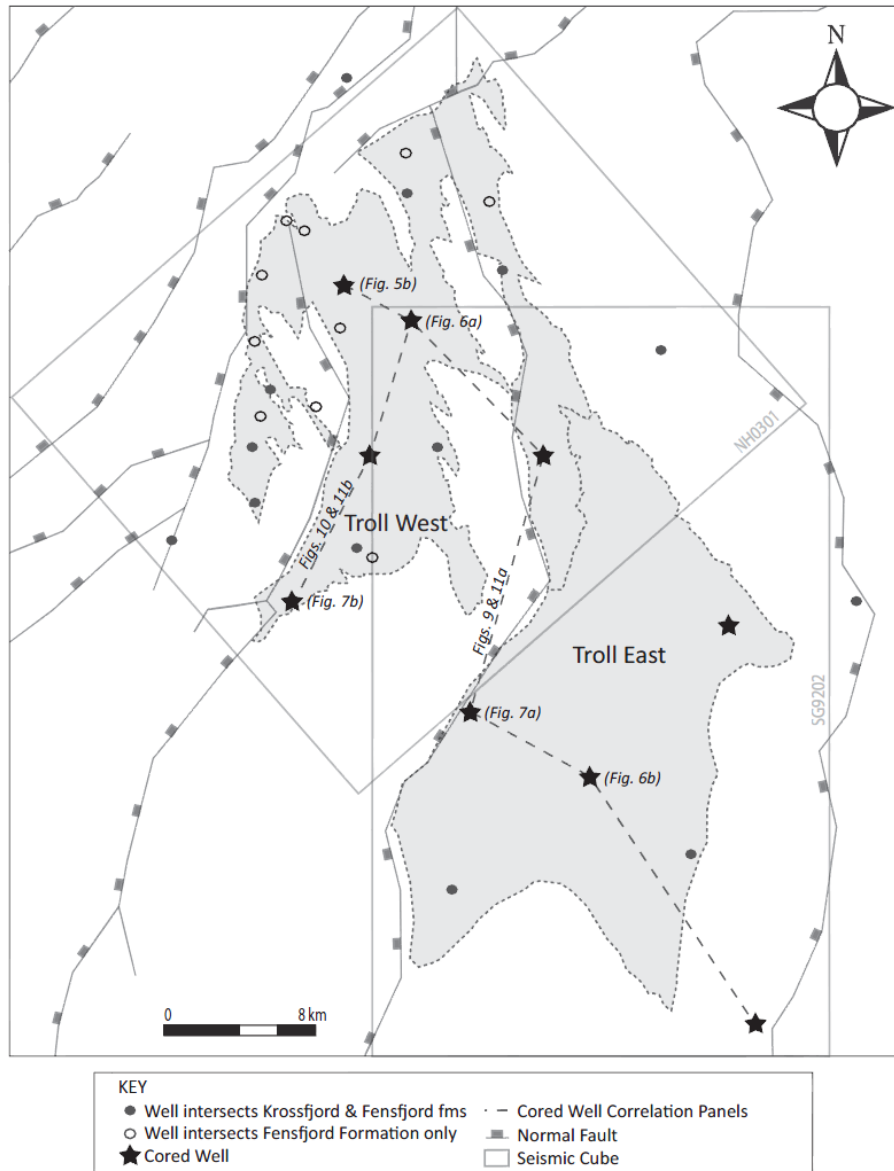 N
(Fig. 5b)
(Fig. 6a)
NH0301
Figs. 10 & 11b
Troll West
(Fig. 7b)
Figs. 9 & 11a
Troll East
SG9202
(Fig. 7a)
(Fig. 6b)
0 8 km
KEY
Well intersects Krossfjord & Fensfjord fms
Cored Well Correlation Panels
Well intersects Fensfjord Formation only
Normal Fault
Cored Well
Seismic Cube